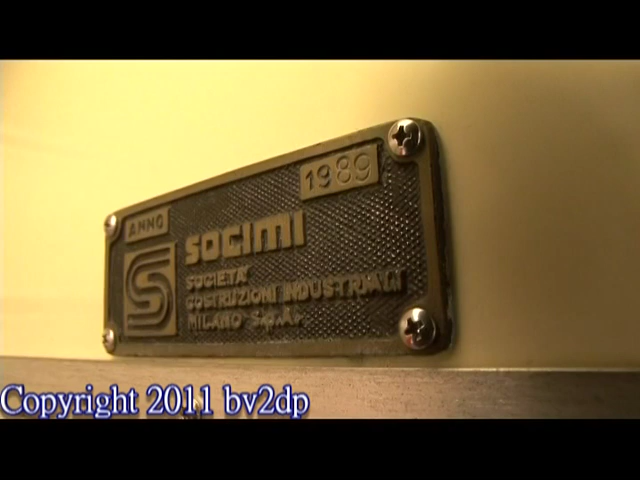 ANNO 1989
SOCIMI
SOCIETA'
COSTRUZIONI INDUSTRIALI
MILANO S.p.A.
Copyright 2011 bv2dp